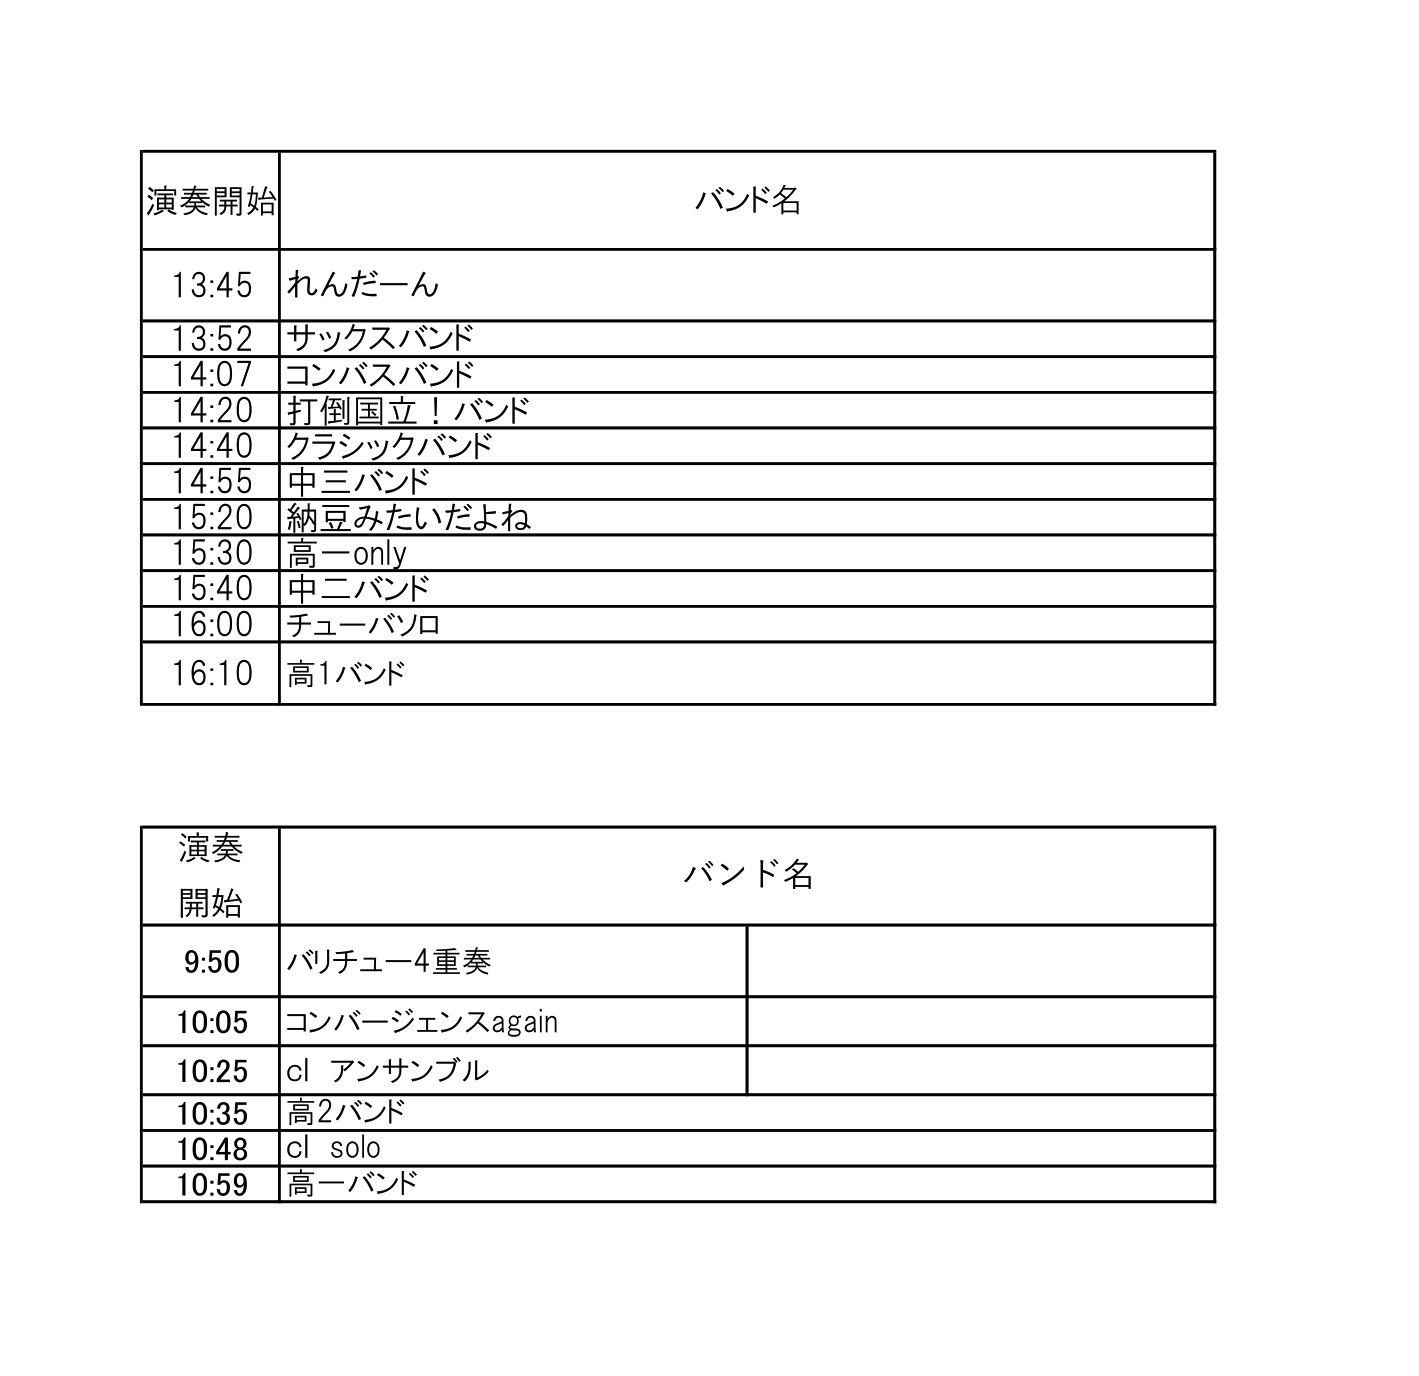 演奏開始 バンド名
13:45 れんだーん
13:52 サックスバンド
14:07 コンバスバンド
14:20 打倒国立！バンド
14:40 クラシックバンド
14:55 中三バンド
15:20 納豆みたいだよね
15:30 高一only
15:40 中二バンド
16:00 チューバソロ
16:10 高1バンド
演奏
開始
バンド名
9:50 バリチュー4重奏
10:05 コンバージェンスagain
10:25 cl　アンサンブル
10:35 高2バンド
10:48 cl　solo
10:59 高一バンド